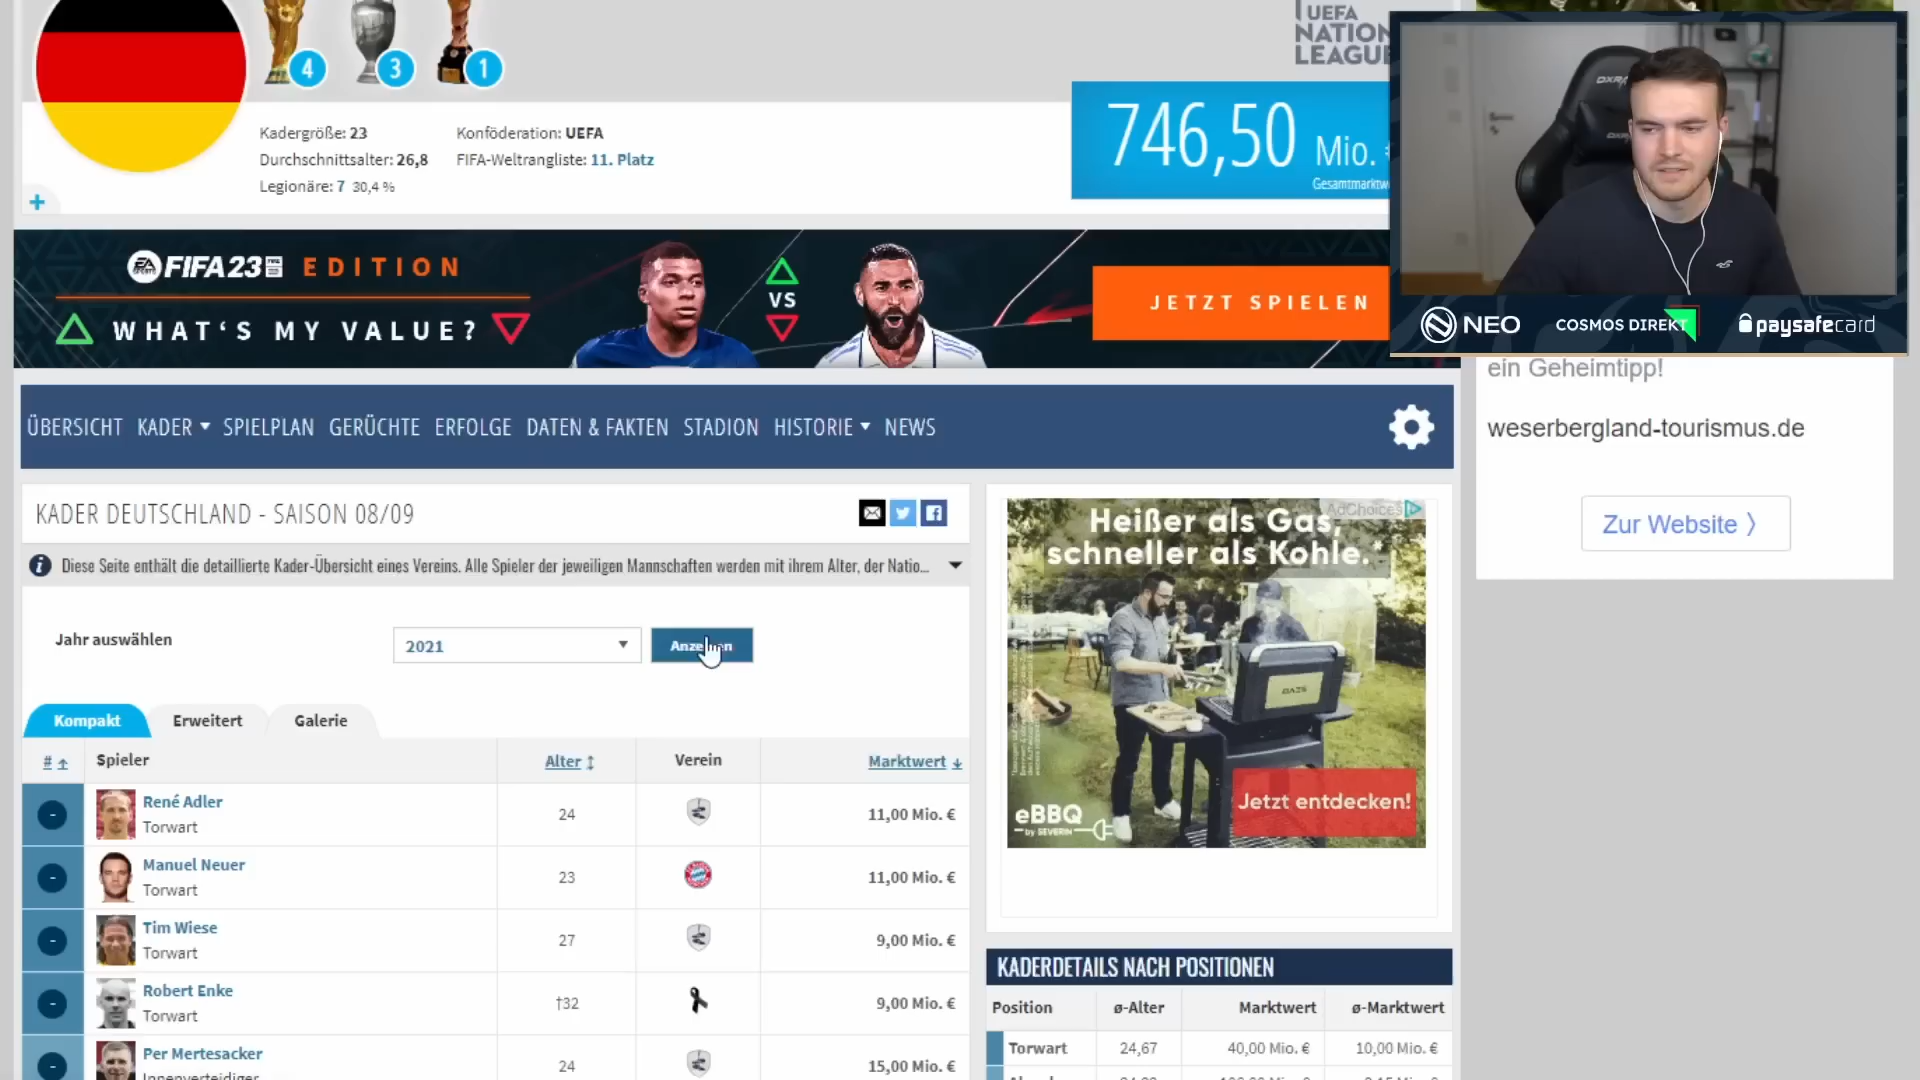 4
3
1
UEFA
NATION
LEAGU
Kadergröße: 23
Durchschnittsalter: 26,8
Legionäre: 7 30,4 %
Konföderation: UEFA
FIFA-Weltrangliste: 11. Platz
746,50 Mio. €
Gesamtmarktw
+
EA SPORTS FIFA 23 EDITION
WHAT'S MY VALUE?
VS
JETZT SPIELEN
DXR
NEO
COSMOS DIREKT
paysafecard
ein Geheimtipp!
weserbergland-tourismus.de
Zur Website
ÜBERSICHT KADER SPIELPLAN GERÜCHTE ERFOLGE DATEN & FAKTEN STADION HISTORIE NEWS
KADER DEUTSCHLAND - SAISON 08/09
Diese Seite enthält die detaillierte Kader-Übersicht eines Vereins. Alle Spieler der jeweiligen Mannschaften werden mit ihrem Alter, der Natio...
Jahr auswählen
2021
Kompakt Erweitert Galerie
# Spieler Alter Verein Marktwert
- René Adler 24 11,00 Mio. €
Torwart
- Manuel Neuer 23 11,00 Mio. €
Torwart
- Tim Wiese 27 9,00 Mio. €
Torwart
- Robert Enke †32 9,00 Mio. €
Torwart
- Per Mertesacker 24 15,00 Mio. €
Innenverteidiger
AdChoices
Heißer als Gas,
schneller als Kohle.*
eBBQ
by SEVERIN
Jetzt entdecken!
KADERDETAILS NACH POSITIONEN
Position ø-Alter Marktwert ø-Marktwert
Torwart 24,67 40,00 Mio. € 10,00 Mio. €